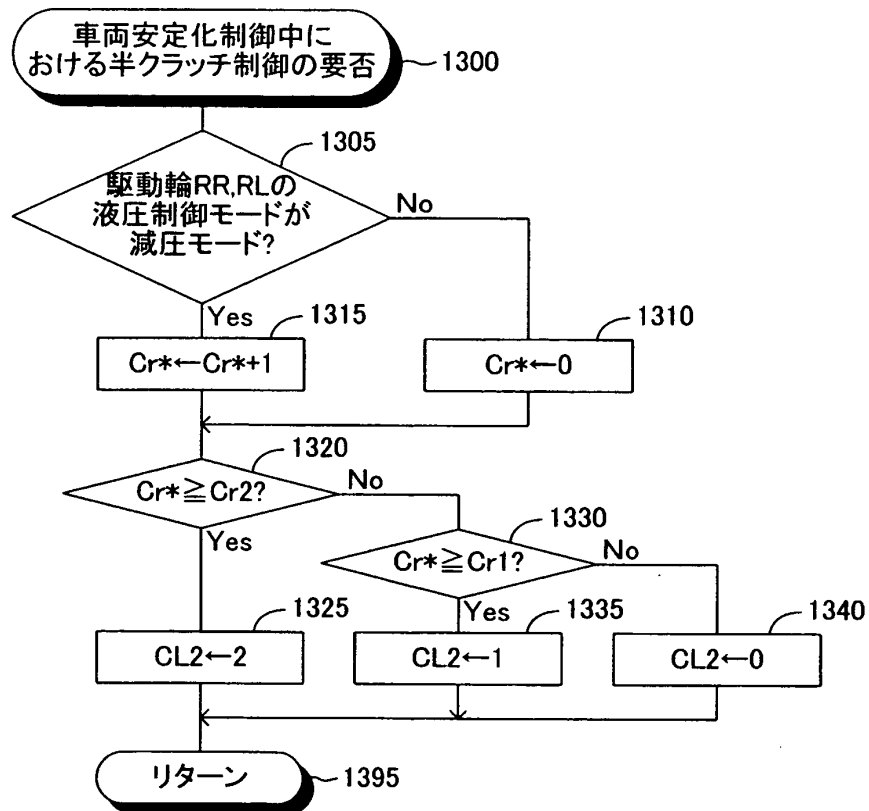 車両安定化制御中に
おける半クラッチ制御の要否
1300
1305
駆動輪RR,RLの
液圧制御モードが
減圧モード?
No
Yes
1315
1310
Cr*←Cr*+1
Cr*←0
1320
Cr*≧Cr2?
No
Yes
1330
Cr*≧Cr1?
No
Yes
1325
1335
1340
CL2←2
CL2←1
CL2←0
リターン
1395